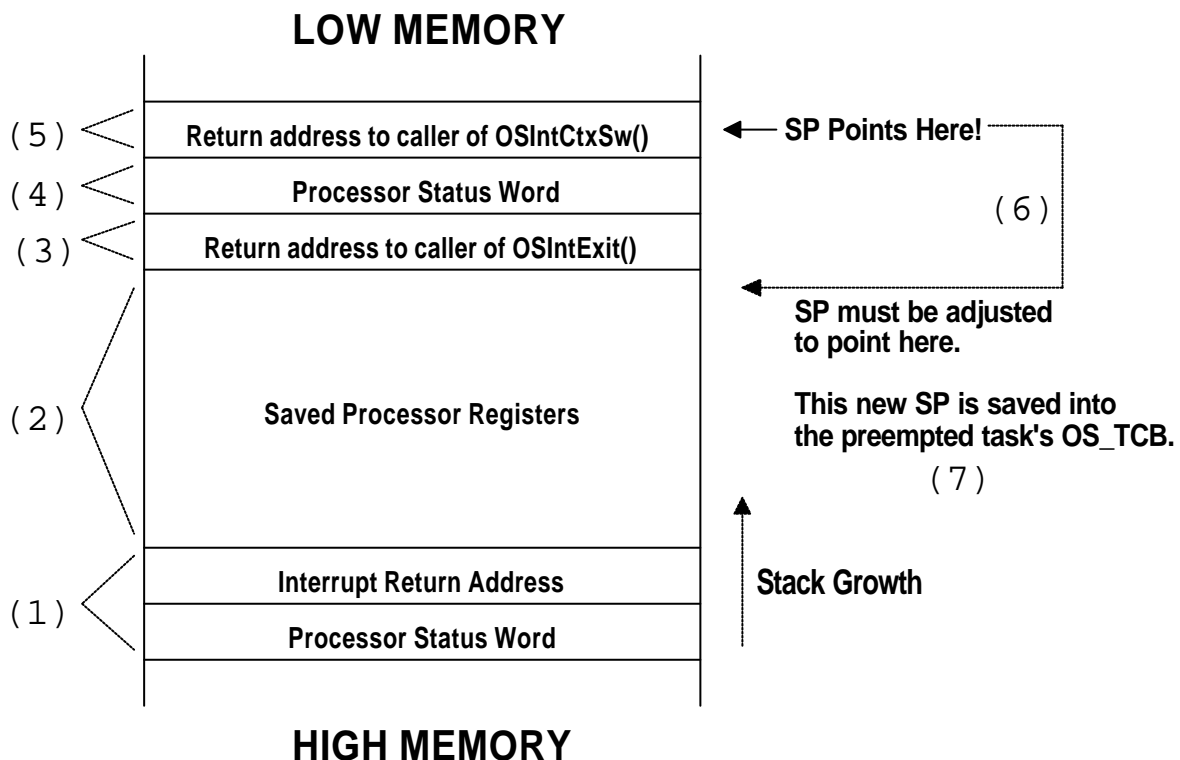 LOW MEMORY
(5)
Return address to caller of OSIntCtxSw()
SP Points Here!
(4)
Processor Status Word
(6)
(3)
Return address to caller of OSIntExit()
SP must be adjusted
to point here.
(2)
Saved Processor Registers
This new SP is saved into
the preempted task's OS_TCB.
(7)
(1)
Interrupt Return Address
Stack Growth
Processor Status Word
HIGH MEMORY